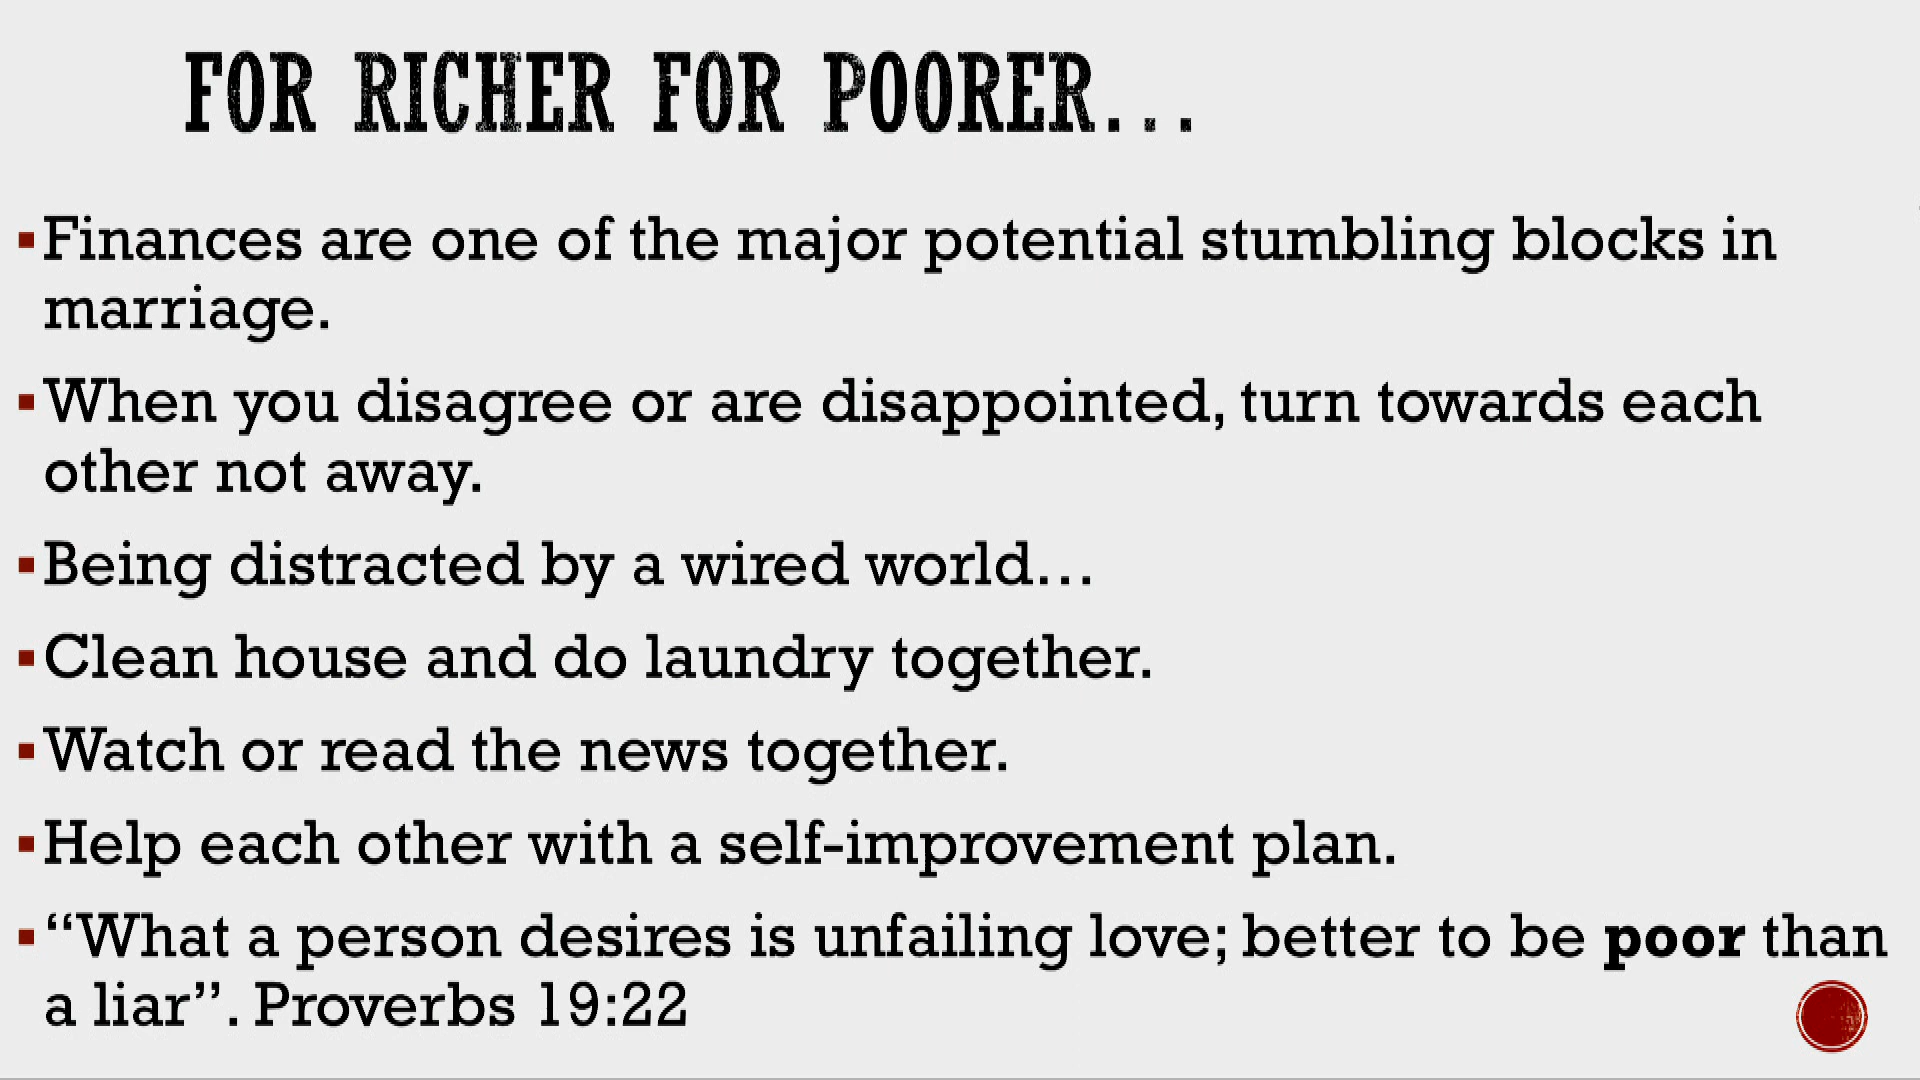 FOR RICHER FOR POORER...
▪Finances are one of the major potential stumbling blocks in
marriage.
▪When you disagree or are disappointed, turn towards each
other not away.
▪Being distracted by a wired world…
▪Clean house and do laundry together.
▪Watch or read the news together.
▪Help each other with a self-improvement plan.
▪“What a person desires is unfailing love; better to be poor than
a liar”. Proverbs 19:22